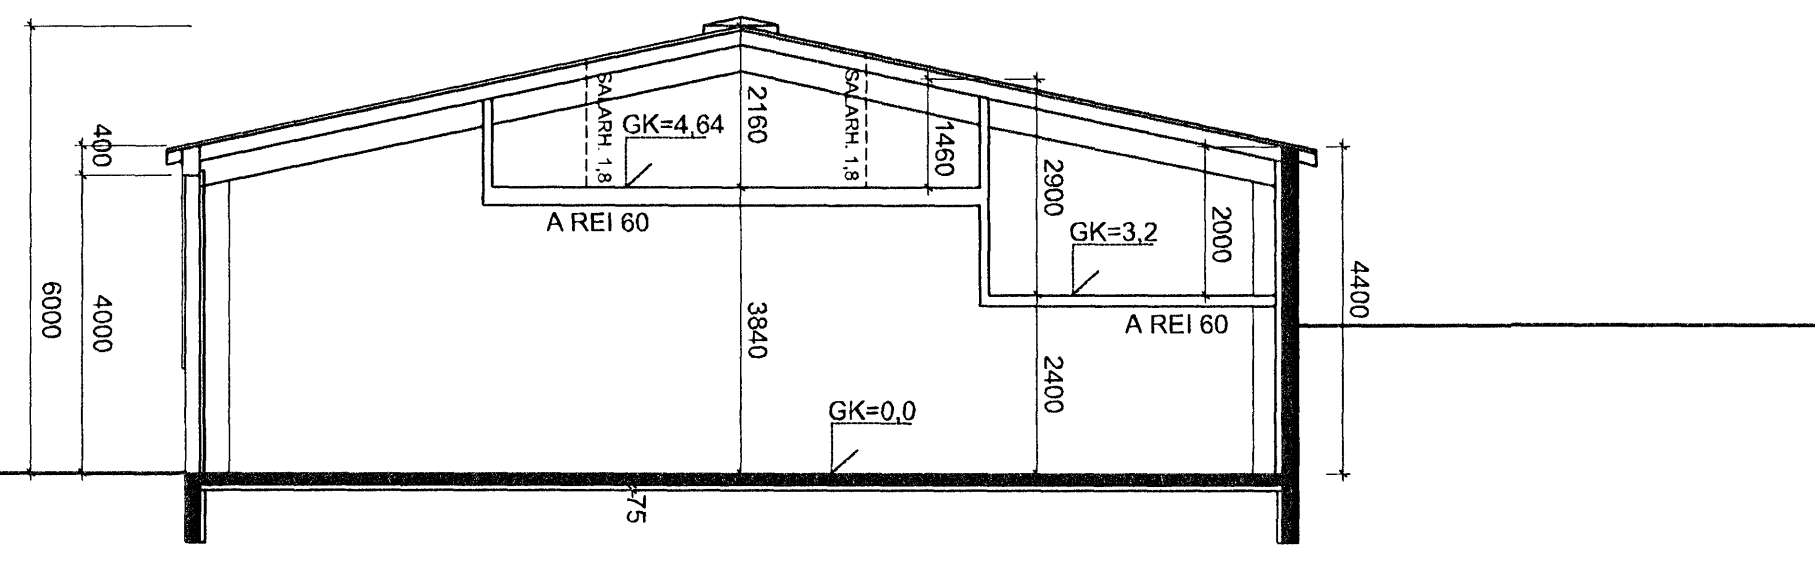 400
SALARH. 1,8
GK=4,64
2160
SALARH. 1,8
1460
2900
2000
A REI 60
GK=3,2
4400
6000
4000
3840
A REI 60
2400
GK=0,0
75